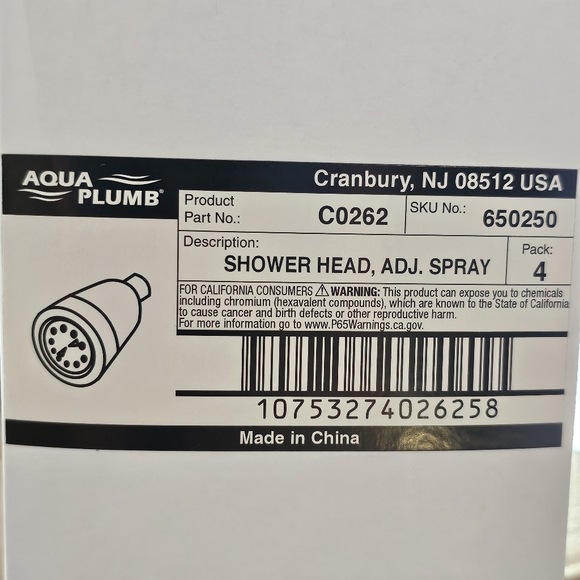 AQUA
PLUMB®
Cranbury, NJ 08512 USA
Product
Part No.:
C0262
SKU No.:
650250
Description:
SHOWER HEAD, ADJ. SPRAY
Pack:
4
FOR CALIFORNIA CONSUMERS ⚠ WARNING: This product can expose you to chemicals
including chromium (hexavalent compounds), which are known to the State of California
to cause cancer and birth defects or other reproductive harm.
For more information go to www.P65Warnings.ca.gov.
10753274026258
Made in China